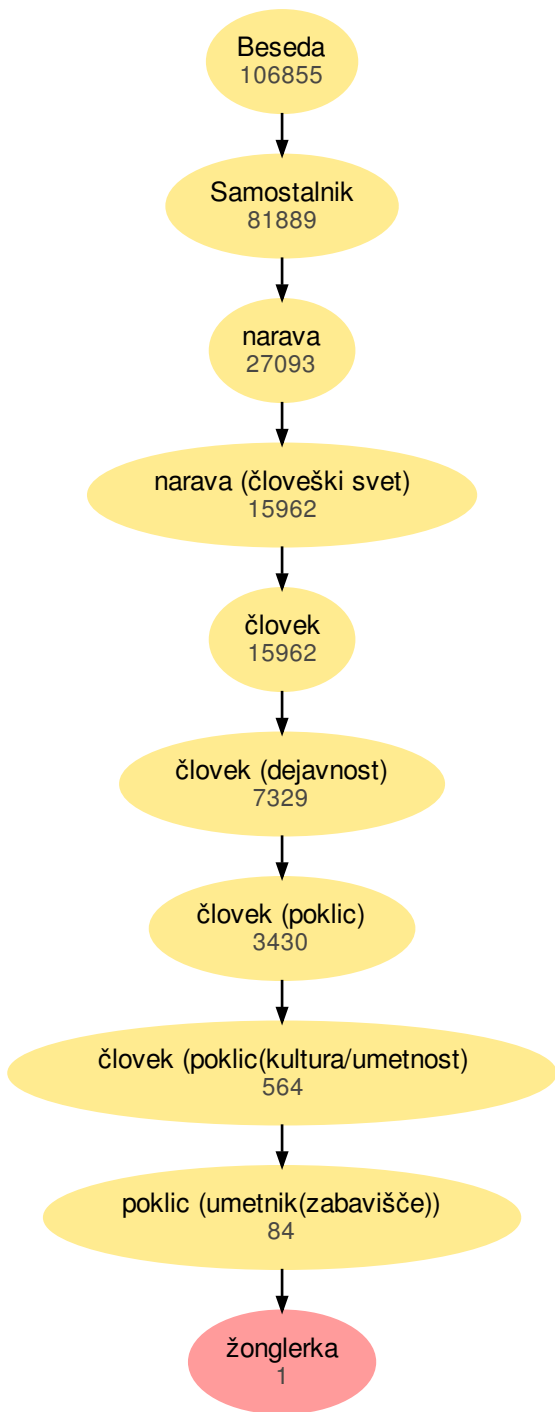 Beseda
106855
Samostalnik
81889
narava
27093
narava (človeški svet)
15962
človek
15962
človek (dejavnost)
7329
človek (poklic)
3430
človek (poklic(kultura/umetnost)
564
poklic (umetnik(zabavišče))
84
žonglerka
1